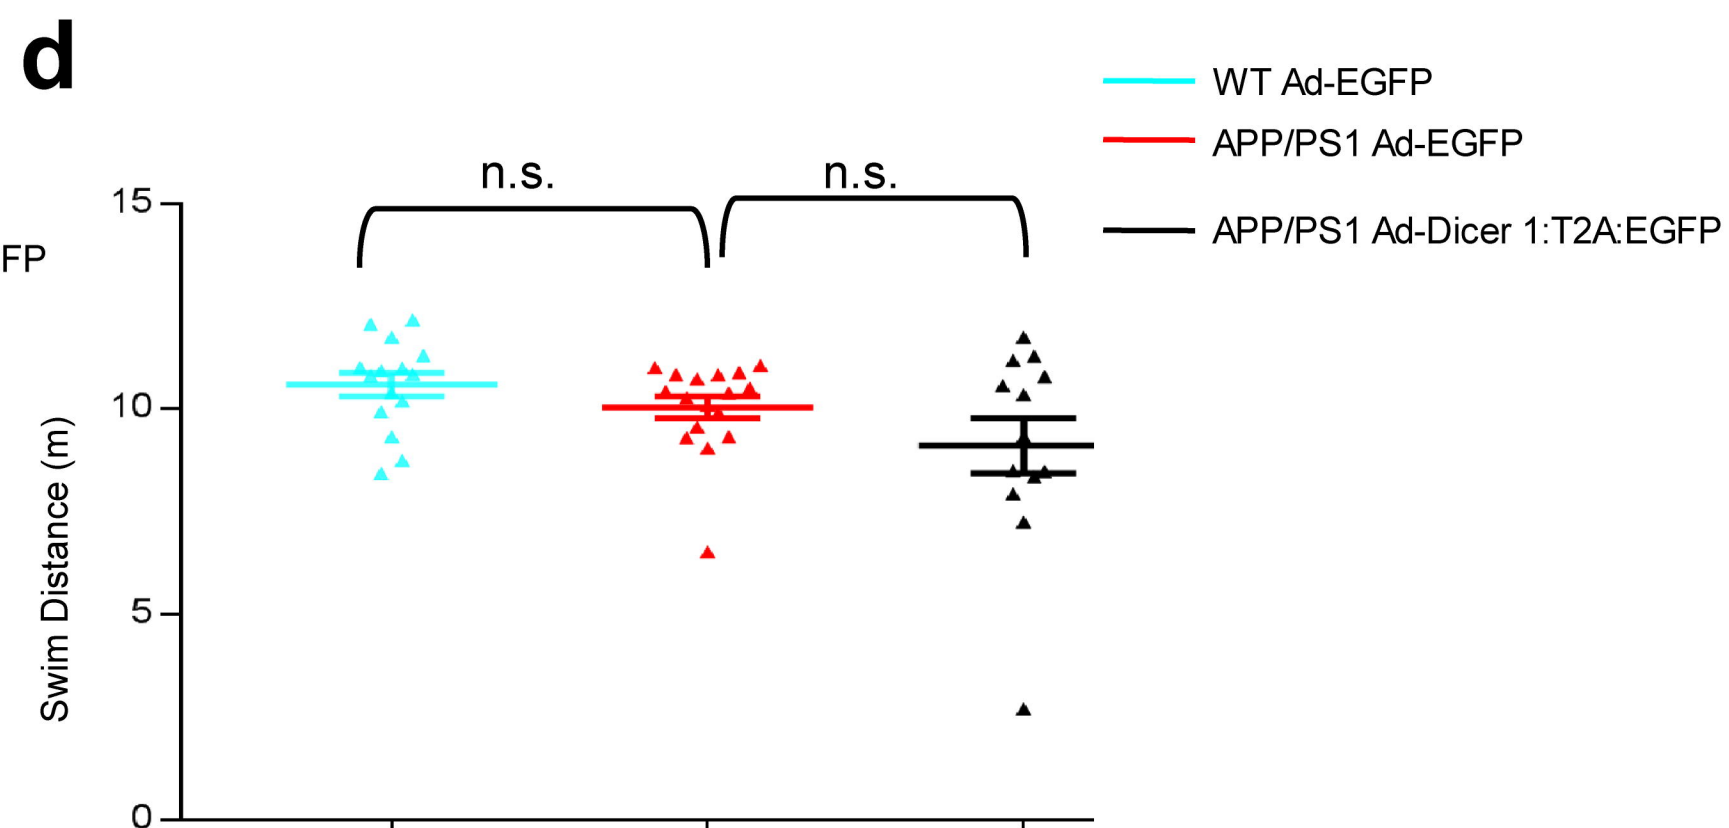 d
WT Ad-EGFP
APP/PS1 Ad-EGFP
APP/PS1 Ad-Dicer 1:T2A:EGFP
n.s.
n.s.
FP
15
10
5
0
Swim Distance (m)